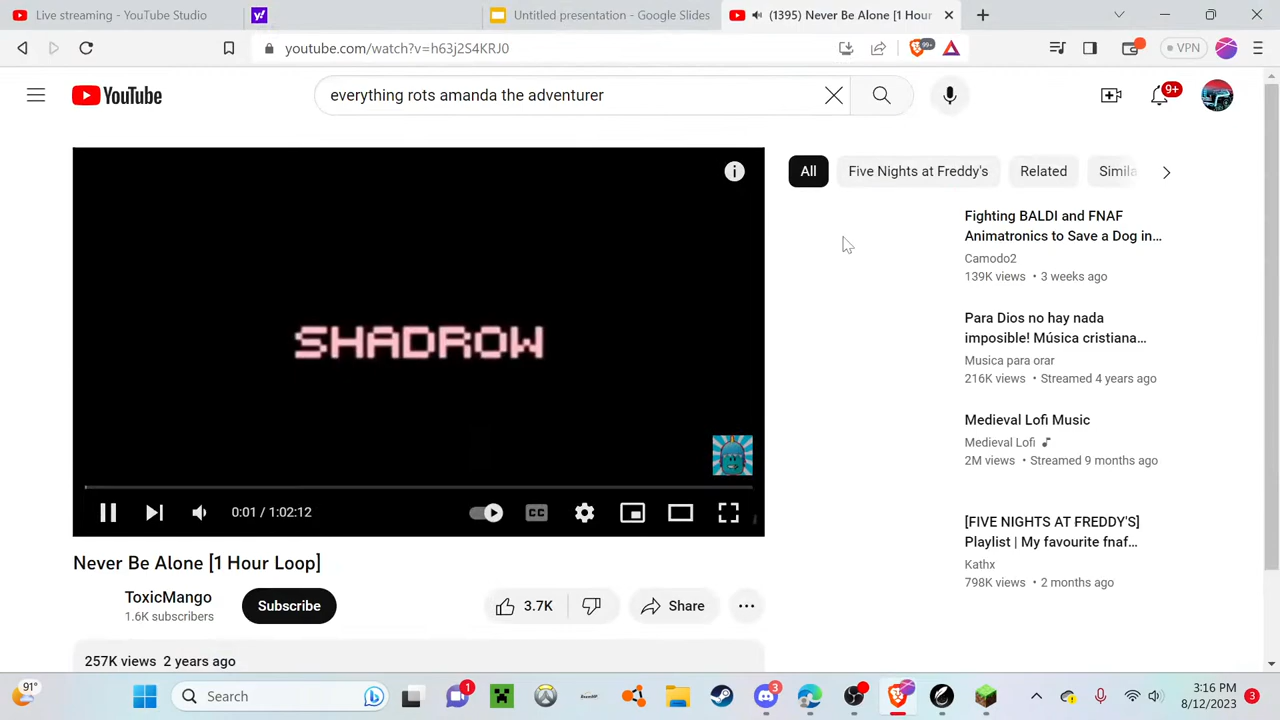 Live streaming - YouTube Studio
Untitled presentation - Google Slides
(1395) Never Be Alone [1 Hour
youtube.com/watch?v=h63j2S4KRJ0
99+
VPN
YouTube
everything rots amanda the adventurer
9+
SHADROW
0:01 / 1:02:12
CC
Never Be Alone [1 Hour Loop]
ToxicMango
1.6K subscribers
Subscribe
3.7K
Share
257K views 2 years ago
All
Five Nights at Freddy's
Related
Simila
Fighting BALDI and FNAF
Animatronics to Save a Dog in...
Camodo2
139K views • 3 weeks ago
Para Dios no hay nada
imposible! Música cristiana...
Musica para orar
216K views • Streamed 4 years ago
Medieval Lofi Music
Medieval Lofi
2M views • Streamed 9 months ago
[FIVE NIGHTS AT FREDDY'S]
Playlist | My favourite fnaf...
Kathx
798K views • 2 months ago
91°
Search
1
3
3:16 PM
8/12/2023
3